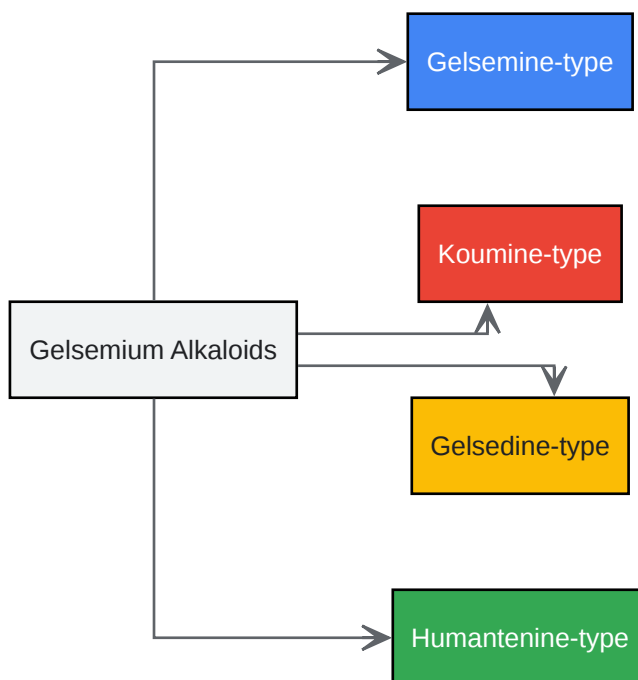 Gelsemine-type
Koumine-type
Gelsemium Alkaloids
Gelsedine-type
Humantenine-type